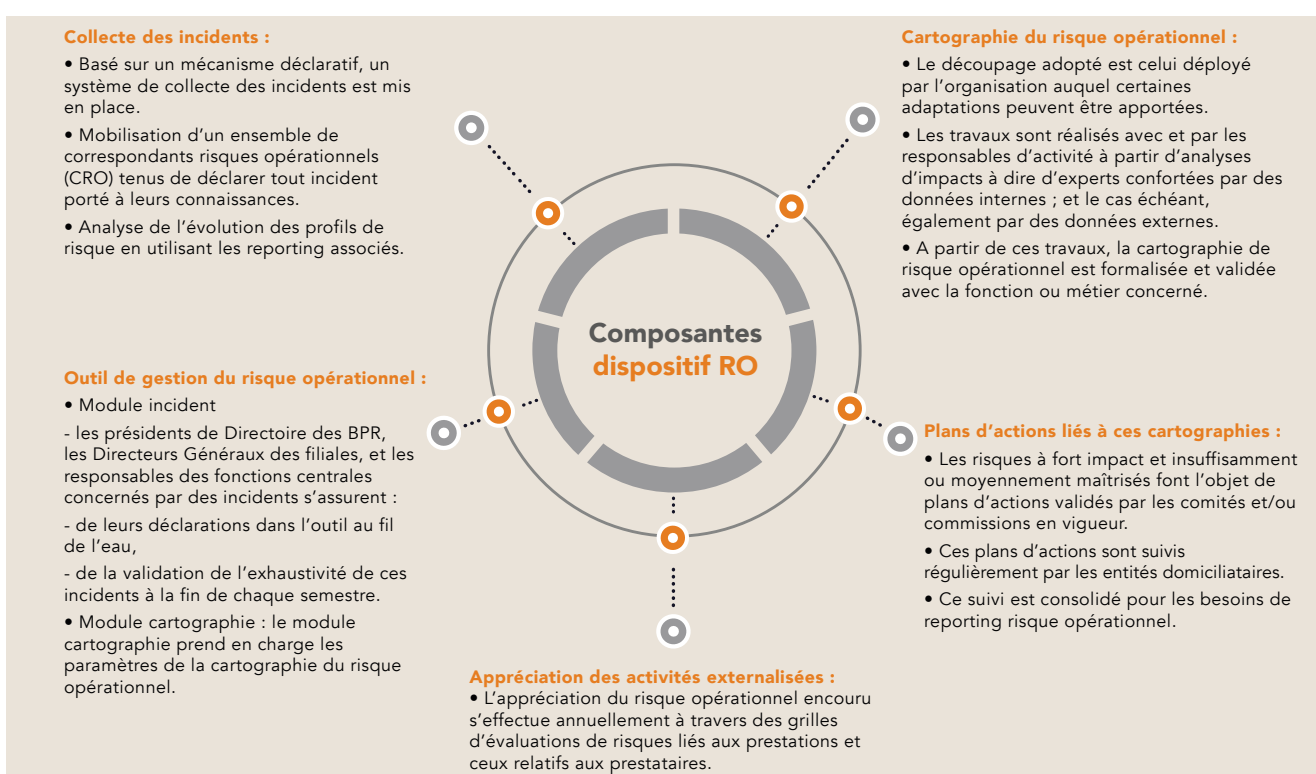 Collecte des incidents :
• Basé sur un mécanisme déclaratif, un
système de collecte des incidents est mis
en place.
• Mobilisation d'un ensemble de
correspondants risques opérationnels
(CRO) tenus de déclarer tout incident
porté à leurs connaissances.
• Analyse de l'évolution des profils de
risque en utilisant les reporting associés.
Cartographie du risque opérationnel :
• Le découpage adopté est celui déployé
par l'organisation auquel certaines
adaptations peuvent être apportées.
• Les travaux sont réalisés avec et par les
responsables d'activité à partir d'analyses
d'impacts à dire d'experts confortées par des
données internes ; et le cas échéant,
également par des données externes.
• A partir de ces travaux, la cartographie de
risque opérationnel est formalisée et validée
avec la fonction ou métier concerné.
Composantes
dispositif RO
Outil de gestion du risque opérationnel :
• Module incident
- les présidents de Directoire des BPR,
les Directeurs Généraux des filiales, et les
responsables des fonctions centrales
concernés par des incidents s'assurent :
- de leurs déclarations dans l'outil au fil
de l'eau,
- de la validation de l'exhaustivité de ces
incidents à la fin de chaque semestre.
• Module cartographie : le module
cartographie prend en charge les
paramètres de la cartographie du risque
opérationnel.
Plans d'actions liés à ces cartographies :
• Les risques à fort impact et insuffisamment
ou moyennement maîtrisés font l'objet de
plans d'actions validés par les comités et/ou
commissions en vigueur.
• Ces plans d'actions sont suivis
régulièrement par les entités domiciliataires.
• Ce suivi est consolidé pour les besoins de
reporting risque opérationnel.
Appréciation des activités externalisées :
• L'appréciation du risque opérationnel encouru
s'effectue annuellement à travers des grilles
d'évaluations de risques liés aux prestations et
ceux relatifs aux prestataires.